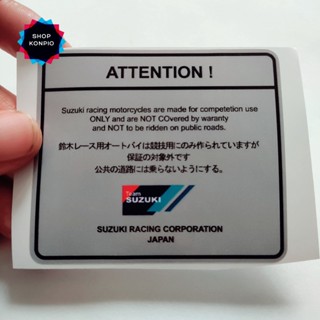 SHOP
KONPIO
ATTENTION !
Suzuki racing motorcycles are made for competetion use
ONLY and are NOT COvered by waranty
and NOT to be ridden on public roads.
鈴木レース用オートバイは競技用にのみ作られていますが
保証の対象外です
公共の道路には乗らないようにする。
Team
SUZUKI
SUZUKI RACING CORPORATION
JAPAN